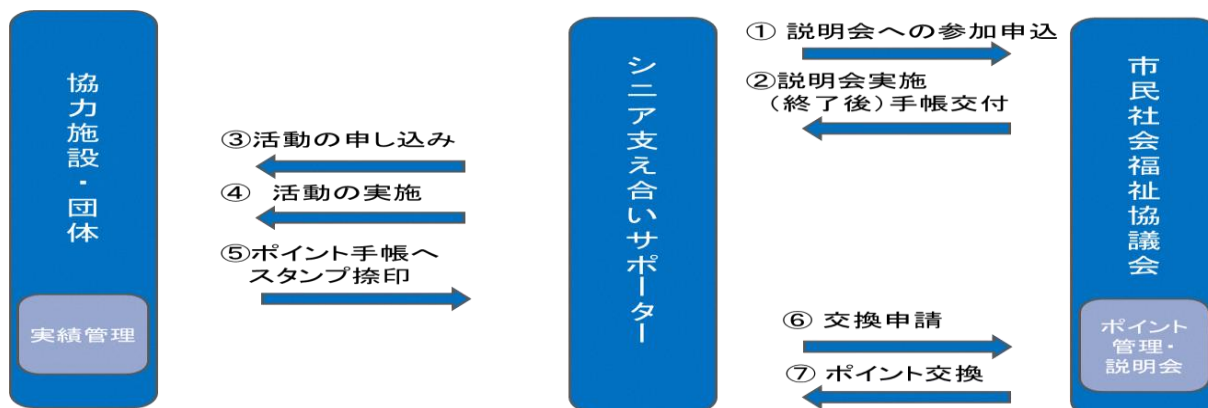 協力施設・団体
実績管理
③活動の申し込み
④ 活動の実施
⑤ポイント手帳へ
スタンプ捺印
シニア支え合いサポーター
① 説明会への参加申込
②説明会実施
(終了後)手帳交付
⑥ 交換申請
⑦ ポイント交換
市民社会福祉協議会
ポイント
管理・
説明会